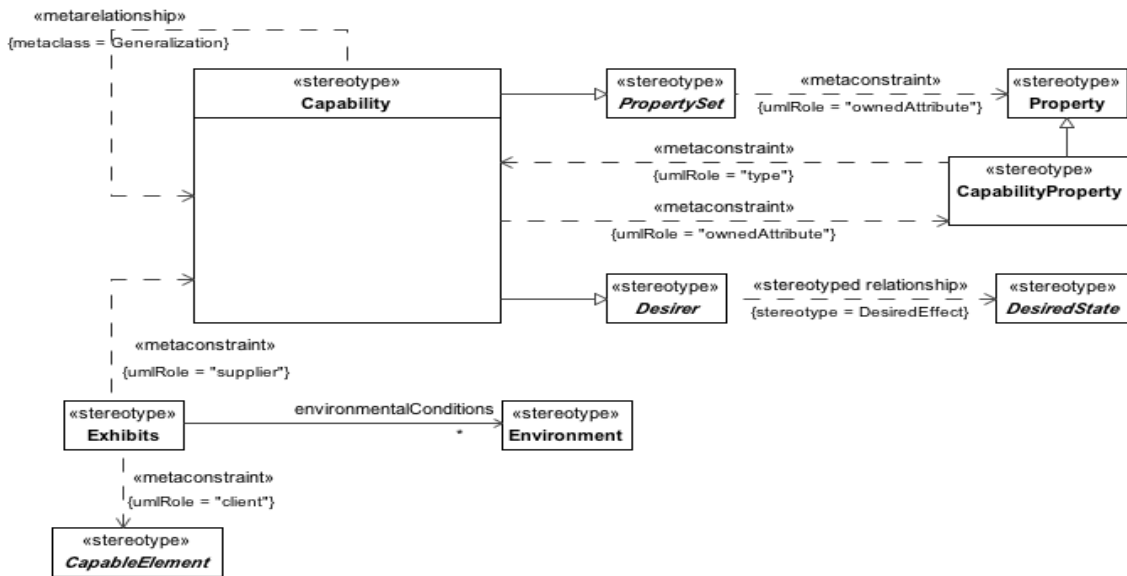 «metarelationship»
{metaclass = Generalization}
«stereotype»
Capability
«stereotype»
PropertySet
«metaconstraint»
{umlRole = "ownedAttribute"}
«stereotype»
Property
«metaconstraint»
{umlRole = "type"}
«stereotype»
CapabilityProperty
«metaconstraint»
{umlRole = "ownedAttribute"}
«stereotype»
Desirer
«stereotyped relationship»
{stereotype = DesiredEffect}
«stereotype»
DesiredState
«metaconstraint»
{umlRole = "supplier"}
«stereotype»
Exhibits
environmentalConditions
*
«stereotype»
Environment
«metaconstraint»
{umlRole = "client"}
«stereotype»
CapableElement